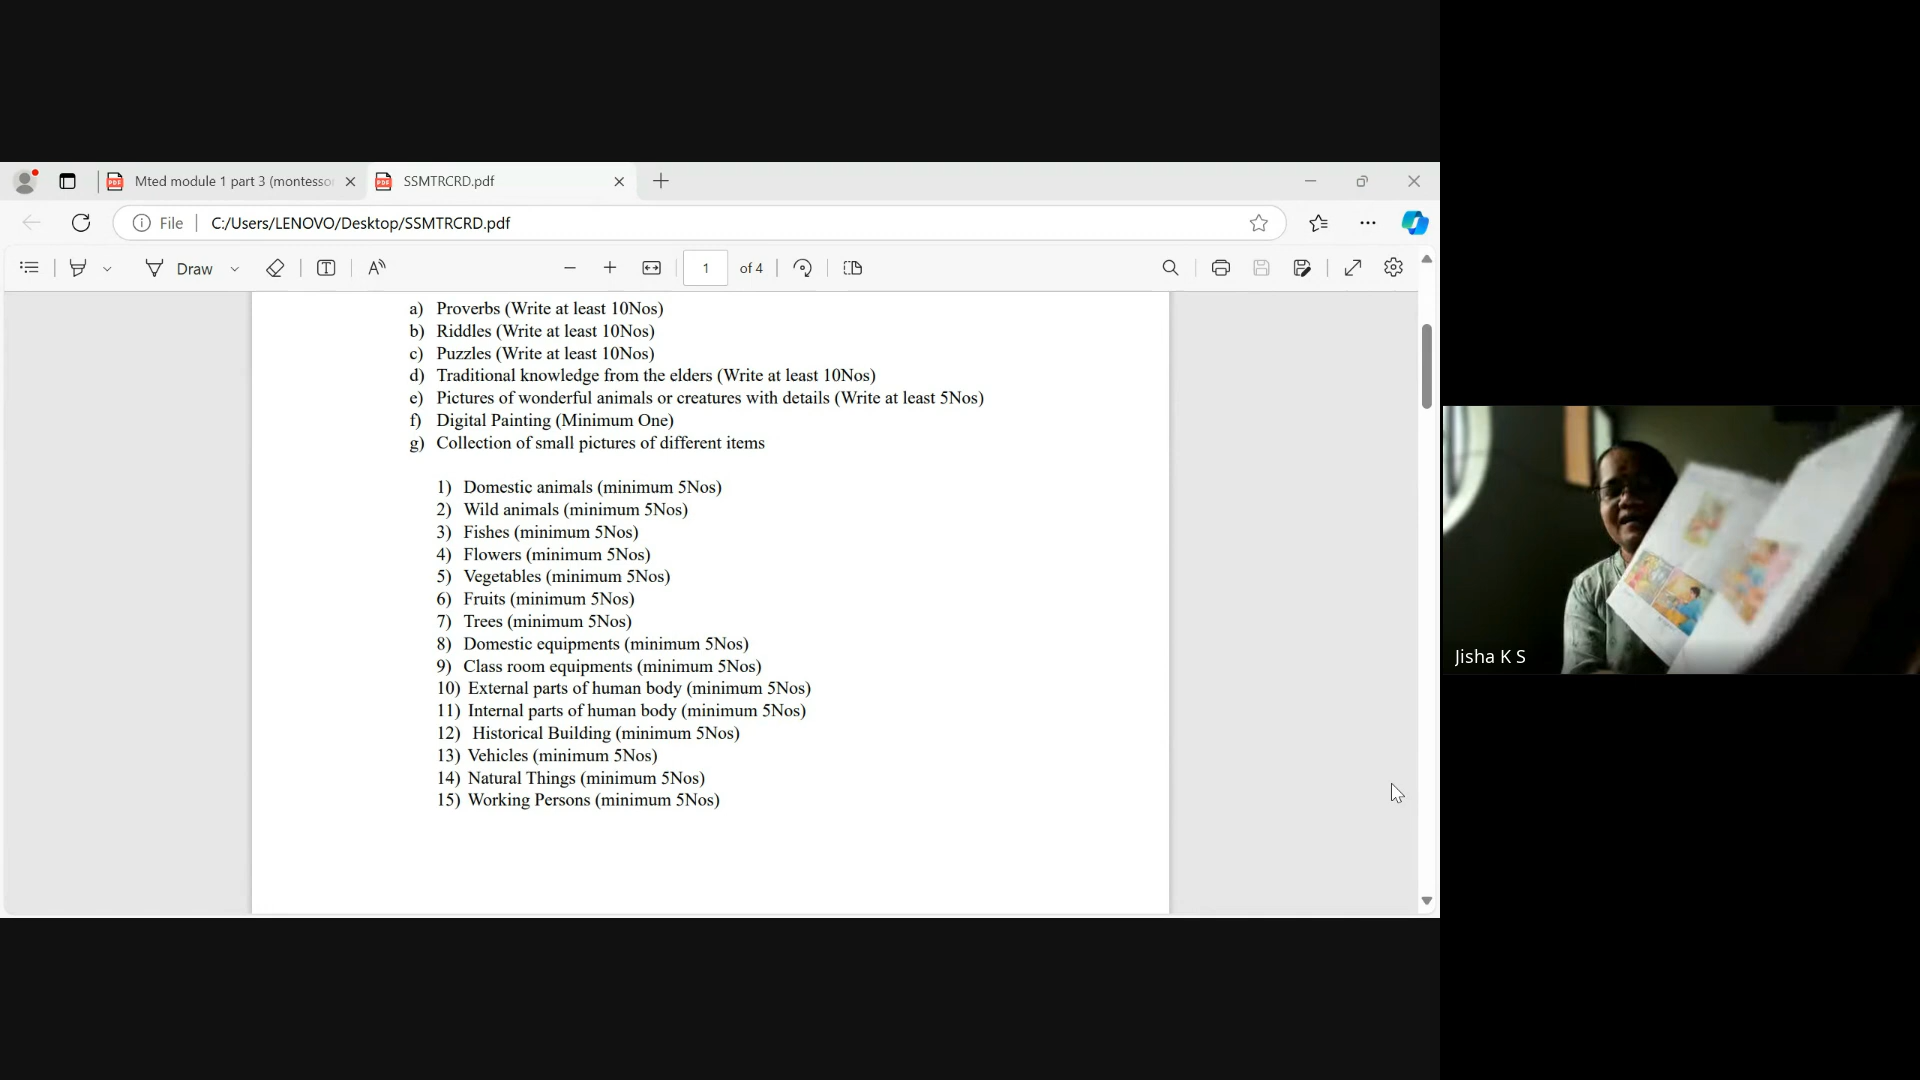 Mted module 1 part 3 (montesso
SSMTRCRD.pdf
File
C:/Users/LENOVO/Desktop/SSMTRCRD.pdf
Draw
1 of 4
a) Proverbs (Write at least 10Nos)
b) Riddles (Write at least 10Nos)
c) Puzzles (Write at least 10Nos)
d) Traditional knowledge from the elders (Write at least 10Nos)
e) Pictures of wonderful animals or creatures with details (Write at least 5Nos)
f) Digital Painting (Minimum One)
g) Collection of small pictures of different items
1) Domestic animals (minimum 5Nos)
2) Wild animals (minimum 5Nos)
3) Fishes (minimum 5Nos)
4) Flowers (minimum 5Nos)
5) Vegetables (minimum 5Nos)
6) Fruits (minimum 5Nos)
7) Trees (minimum 5Nos)
8) Domestic equipments (minimum 5Nos)
9) Class room equipments (minimum 5Nos)
10) External parts of human body (minimum 5Nos)
11) Internal parts of human body (minimum 5Nos)
12) Historical Building (minimum 5Nos)
13) Vehicles (minimum 5Nos)
14) Natural Things (minimum 5Nos)
15) Working Persons (minimum 5Nos)
Jisha K S